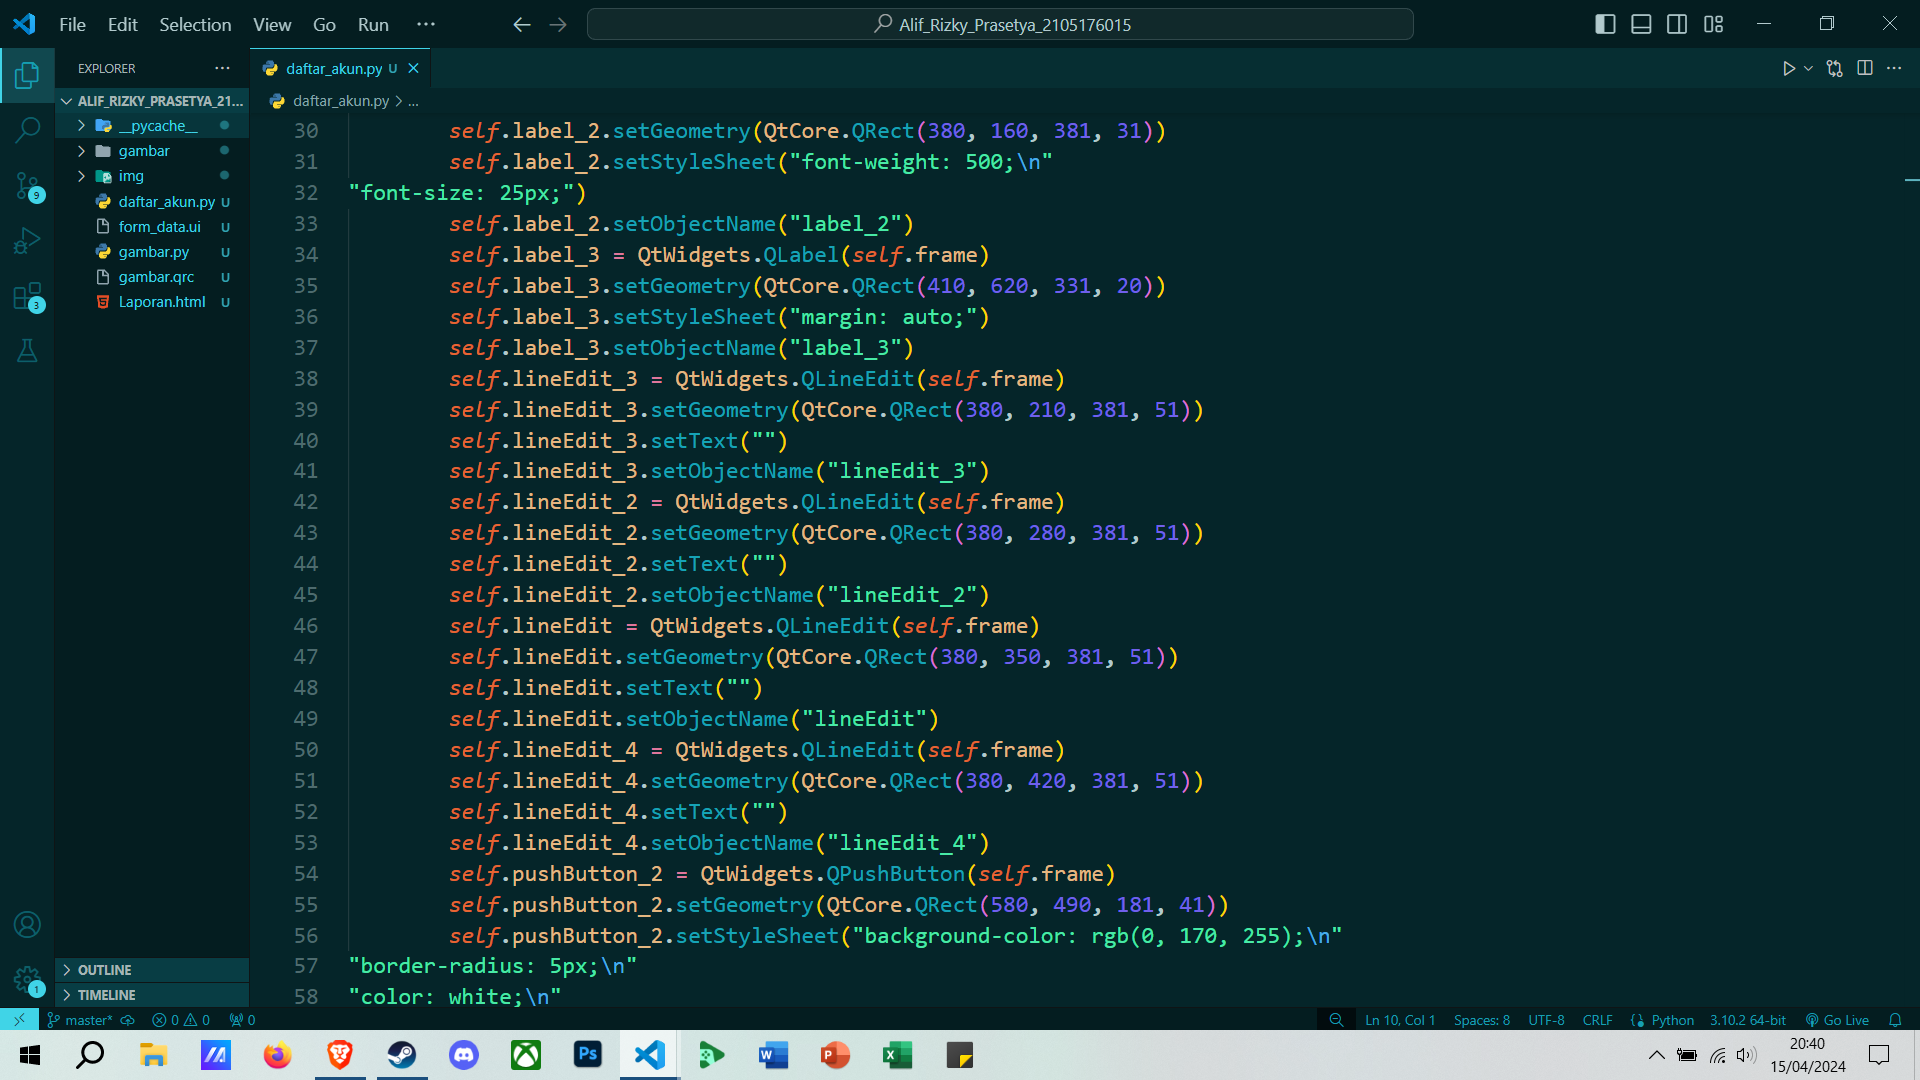 File Edit Selection View Go Run ··· Alif_Rizky_Prasetya_2105176015
EXPLORER ···
daftar_akun.py U
ALIF_RIZKY_PRASETYA_21...
daftar_akun.py > ...
__pycache__
gambar
img
daftar_akun.py U
form_data.ui U
gambar.py U
gambar.qrc U
Laporan.html U
9
3
30 self.label_2.setGeometry(QtCore.QRect(380, 160, 381, 31))
31 self.label_2.setStyleSheet("font-weight: 500;\n"
32 "font-size: 25px;")
33 self.label_2.setObjectName("label_2")
34 self.label_3 = QtWidgets.QLabel(self.frame)
35 self.label_3.setGeometry(QtCore.QRect(410, 620, 331, 20))
36 self.label_3.setStyleSheet("margin: auto;")
37 self.label_3.setObjectName("label_3")
38 self.lineEdit_3 = QtWidgets.QLineEdit(self.frame)
39 self.lineEdit_3.setGeometry(QtCore.QRect(380, 210, 381, 51))
40 self.lineEdit_3.setText("")
41 self.lineEdit_3.setObjectName("lineEdit_3")
42 self.lineEdit_2 = QtWidgets.QLineEdit(self.frame)
43 self.lineEdit_2.setGeometry(QtCore.QRect(380, 280, 381, 51))
44 self.lineEdit_2.setText("")
45 self.lineEdit_2.setObjectName("lineEdit_2")
46 self.lineEdit = QtWidgets.QLineEdit(self.frame)
47 self.lineEdit.setGeometry(QtCore.QRect(380, 350, 381, 51))
48 self.lineEdit.setText("")
49 self.lineEdit.setObjectName("lineEdit")
50 self.lineEdit_4 = QtWidgets.QLineEdit(self.frame)
51 self.lineEdit_4.setGeometry(QtCore.QRect(380, 420, 381, 51))
52 self.lineEdit_4.setText("")
53 self.lineEdit_4.setObjectName("lineEdit_4")
54 self.pushButton_2 = QtWidgets.QPushButton(self.frame)
55 self.pushButton_2.setGeometry(QtCore.QRect(580, 490, 181, 41))
56 self.pushButton_2.setStyleSheet("background-color: rgb(0, 170, 255);\n"
57 "border-radius: 5px;\n"
58 "color: white;\n"
OUTLINE
TIMELINE
1
master* 0 0 0 Ln 10, Col 1 Spaces: 8 UTF-8 CRLF Python 3.10.2 64-bit Go Live
Ps W P X
20:40
15/04/2024